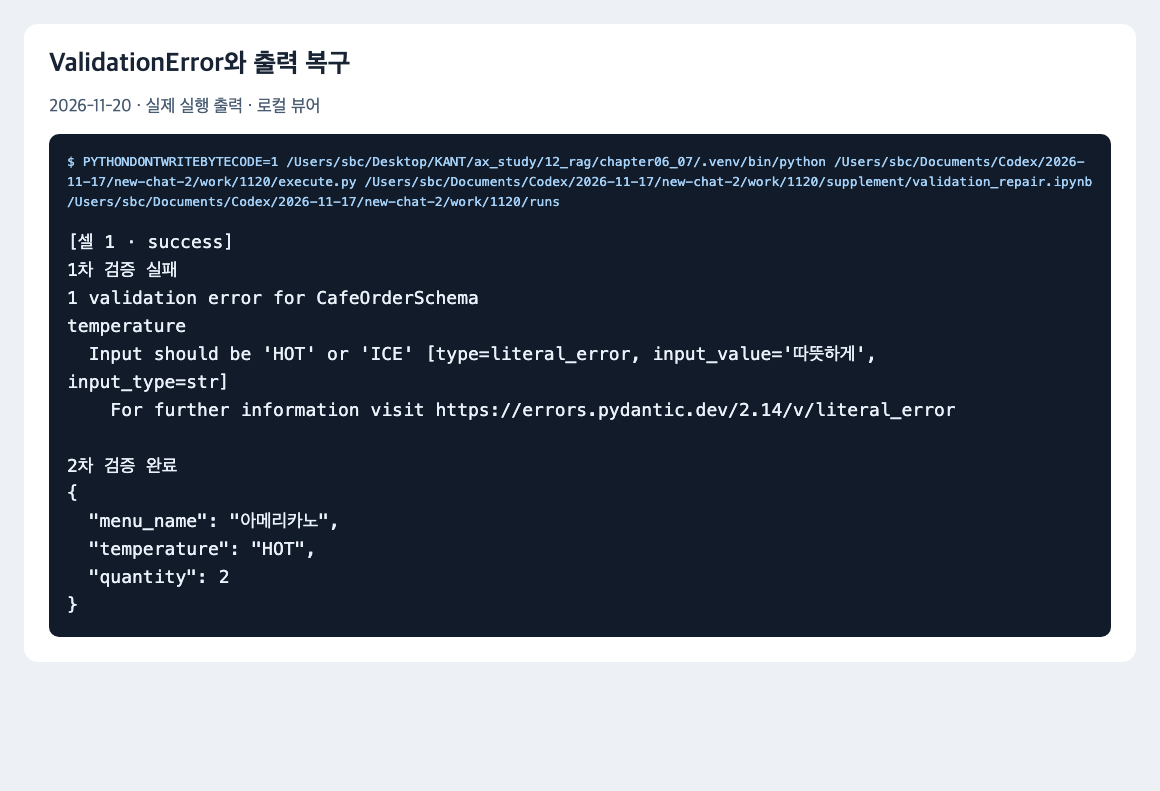 ValidationError와 출력 복구
2026-11-20 · 실제 실행 출력 · 로컬 뷰어
$ PYTHONDONTWRITEBYTECODE=1 /Users/sbc/Desktop/KANT/ax_study/12_rag/chapter06_07/.venv/bin/python /Users/sbc/Documents/Codex/2026-
11-17/new-chat-2/work/1120/execute.py /Users/sbc/Documents/Codex/2026-11-17/new-chat-2/work/1120/supplement/validation_repair.ipynb
/Users/sbc/Documents/Codex/2026-11-17/new-chat-2/work/1120/runs
[셀 1 · success]
1차 검증 실패
1 validation error for CafeOrderSchema
temperature
  Input should be 'HOT' or 'ICE' [type=literal_error, input_value='따뜻하게',
input_type=str]
    For further information visit https://errors.pydantic.dev/2.14/v/literal_error
2차 검증 완료
{
  "menu_name": "아메리카노",
  "temperature": "HOT",
  "quantity": 2
}